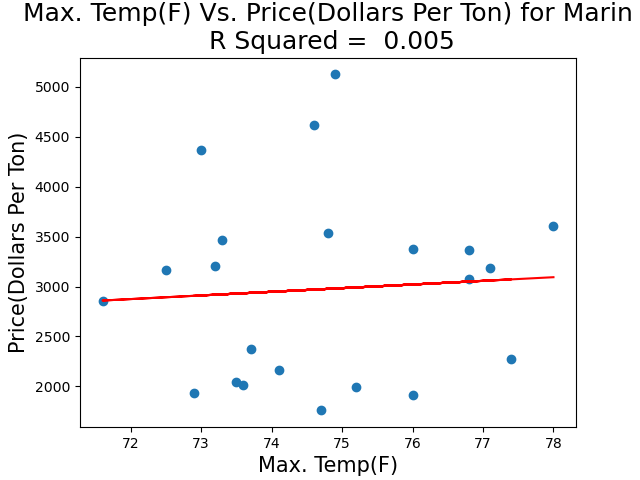 Max. Temp(F) Vs. Price(Dollars Per Ton) for Marin
R Squared =  0.005
Price(Dollars Per Ton)
5000
4500
4000
3500
3000
2500
2000
72 73 74 75 76 77 78
Max. Temp(F)